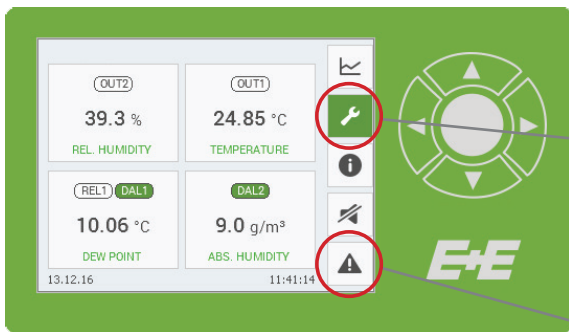 OUT2
39.3 %
REL. HUMIDITY
OUT1
24.85 °C
TEMPERATURE
REL1 DAL1
10.06 °C
DEW POINT
DAL2
9.0 g/m³
ABS. HUMIDITY
13.12.16 11:41:14
E+E